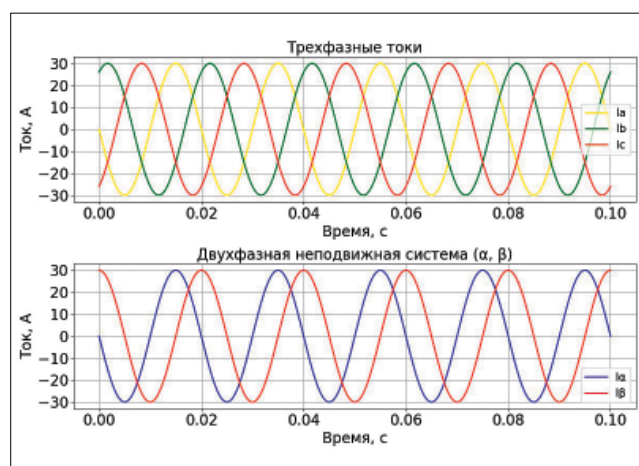 Трехфазные токи
Ток, А
30
20
10
0
−10
−20
−30
Ia
Ib
Ic
0.00 0.02 0.04 0.06 0.08 0.10
Время, с
Двухфазная неподвижная система (α, β)
Ток, А
30
20
10
0
−10
−20
−30
Iα
Iβ
0.00 0.02 0.04 0.06 0.08 0.10
Время, с